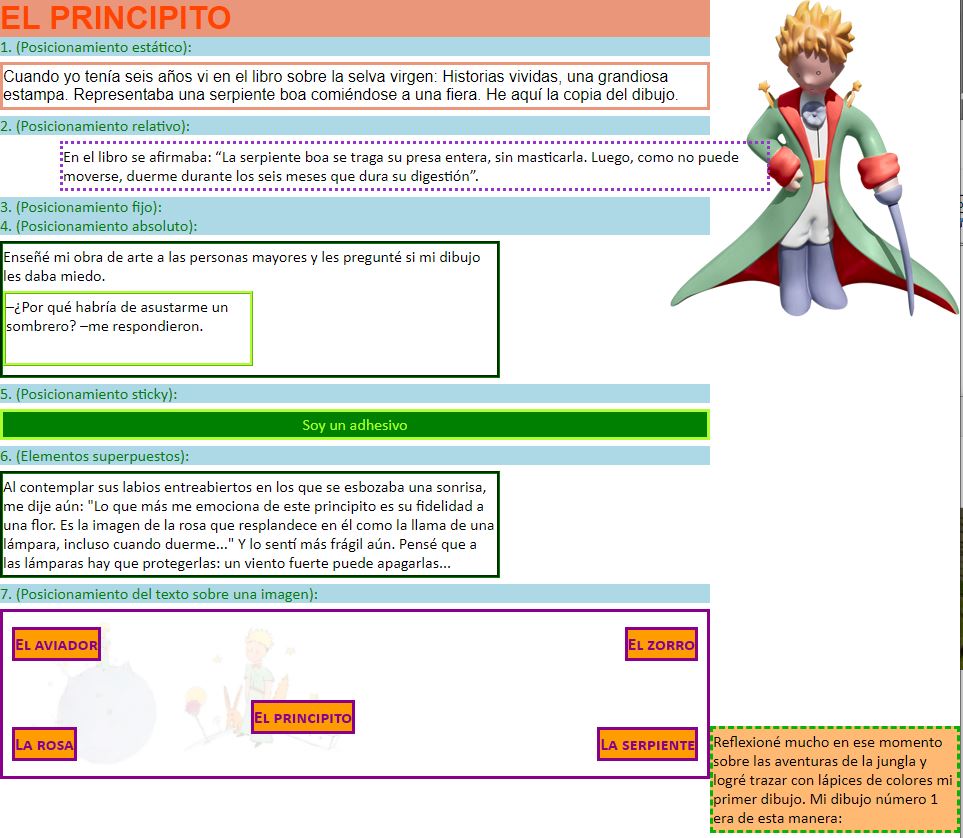 EL PRINCIPITO
1. (Posicionamiento estático):
Cuando yo tenía seis años vi en el libro sobre la selva virgen: Historias vividas, una grandiosa
estampa. Representaba una serpiente boa comiéndose a una fiera. He aquí la copia del dibujo.
2. (Posicionamiento relativo):
En el libro se afirmaba: “La serpiente boa se traga su presa entera, sin masticarla. Luego, como no puede
moverse, duerme durante los seis meses que dura su digestión”.
3. (Posicionamiento fijo):
4. (Posicionamiento absoluto):
Enseñé mi obra de arte a las personas mayores y les pregunté si mi dibujo
les daba miedo.
–¿Por qué habría de asustarme un
sombrero? –me respondieron.
5. (Posicionamiento sticky):
Soy un adhesivo
6. (Elementos superpuestos):
Al contemplar sus labios entreabiertos en los que se esbozaba una sonrisa,
me dije aún: "Lo que más me emociona de este principito es su fidelidad a
una flor. Es la imagen de la rosa que resplandece en él como la llama de una
lámpara, incluso cuando duerme..." Y lo sentí más frágil aún. Pensé que a
las lámparas hay que protegerlas: un viento fuerte puede apagarlas...
7. (Posicionamiento del texto sobre una imagen):
El aviador
El zorro
El principito
La rosa
La serpiente
Reflexioné mucho en ese momento
sobre las aventuras de la jungla y
logré trazar con lápices de colores mi
primer dibujo. Mi dibujo número 1
era de esta manera: